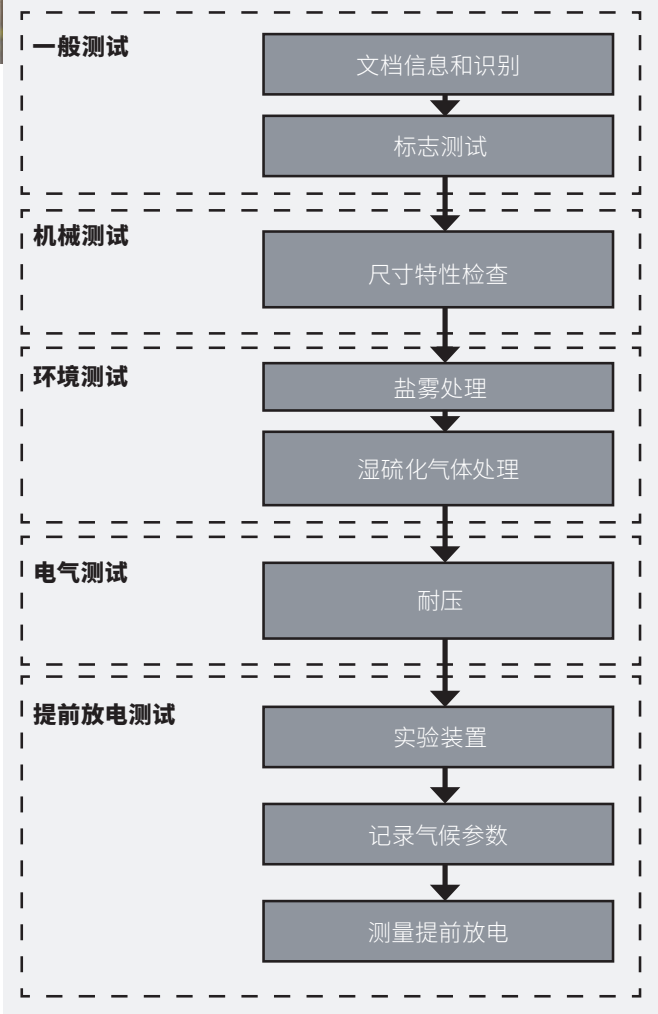 一般测试
文档信息和识别
标志测试
机械测试
尺寸特性检查
环境测试
盐雾处理
湿硫化气体处理
电气测试
耐压
提前放电测试
实验装置
记录气候参数
测量提前放电